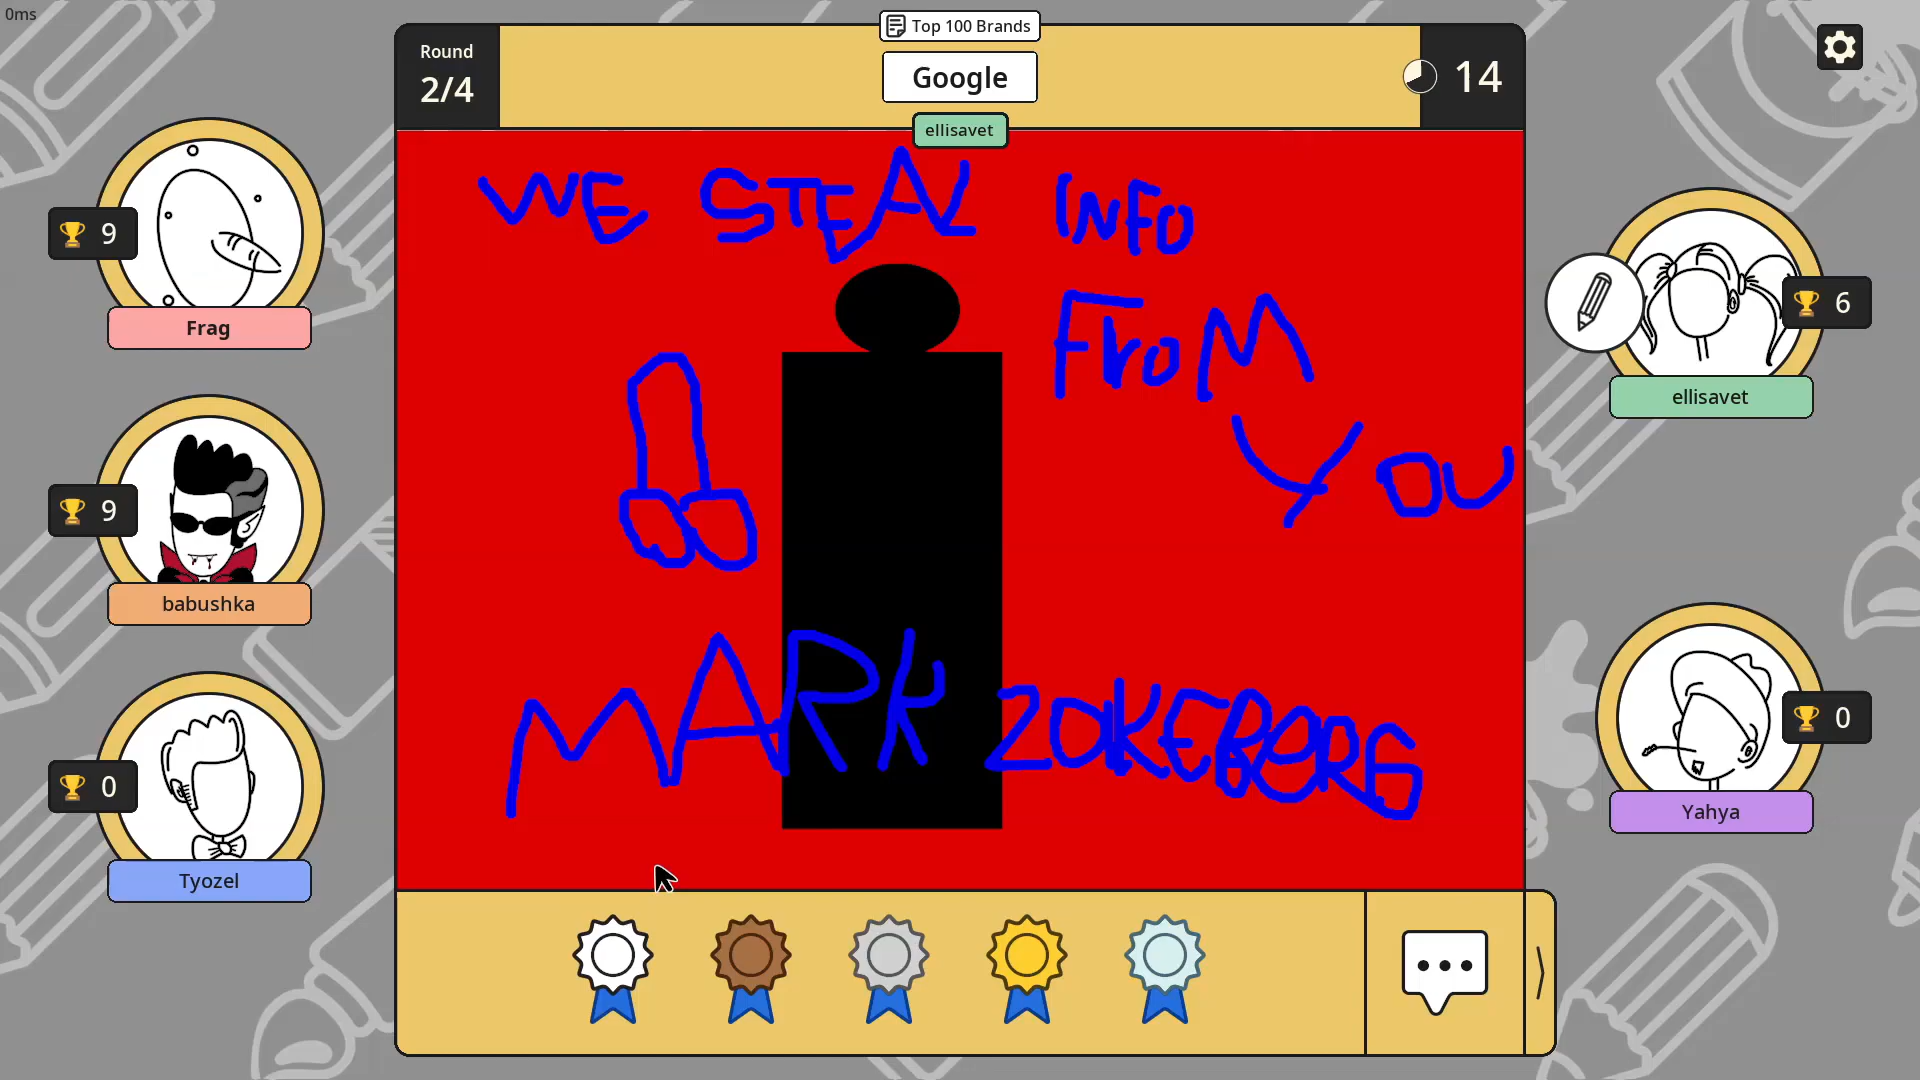 0ms
Top 100 Brands
Round
2/4
Google
14
ellisavet
WE STEAL INFO
FroM
YOU
MARK ZOKEBERG
9
Frag
9
babushka
0
Tyozel
6
ellisavet
0
Yahya